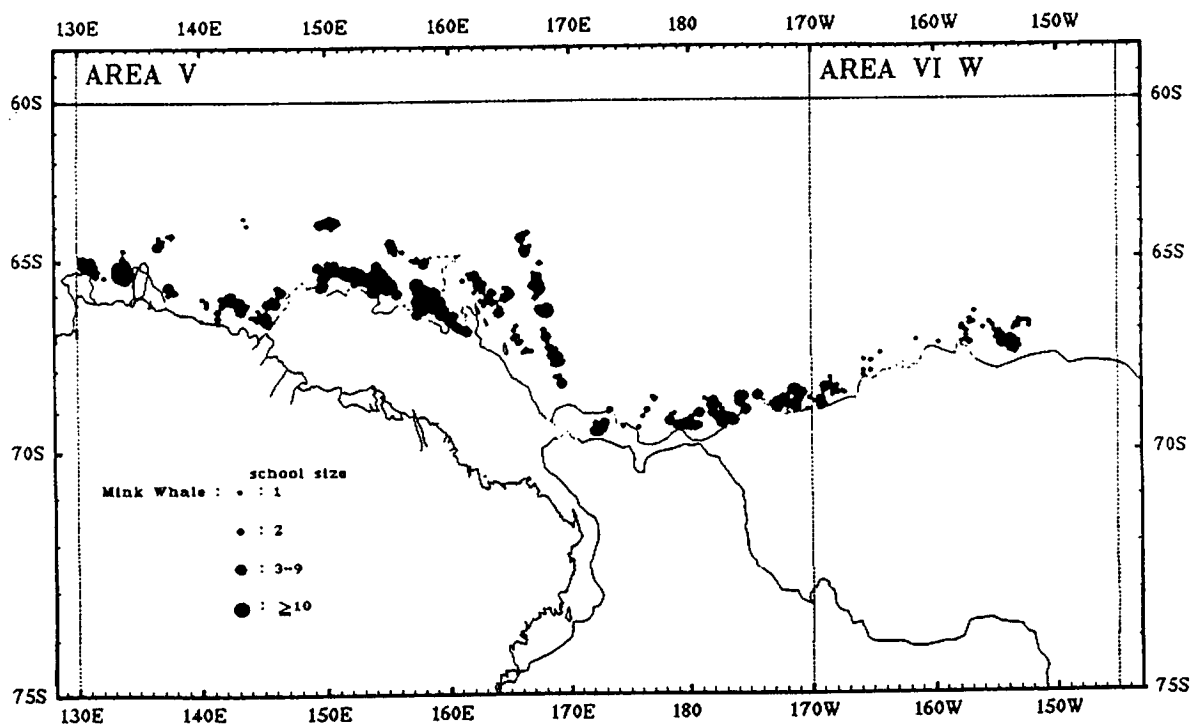 130E 140E 150E 160E 170E 180 170W 160W 150W
AREA V AREA VI W
60S 60S
65S 65S
70S 70S
school size
Mink Whale : : 1
: 2
: 3-9
: ≧10
75S 75S
130E 140E 150E 160E 170E 180 170W 160W 150W